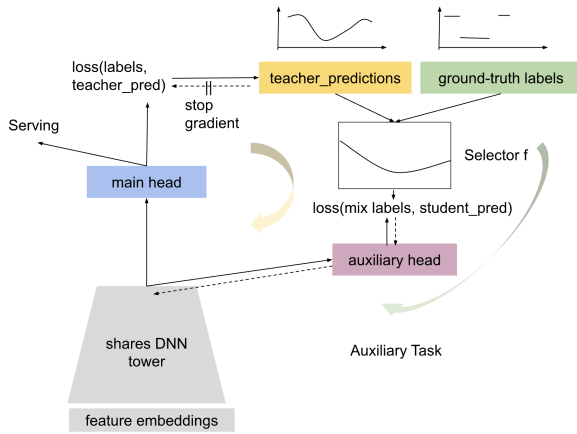 loss(labels,
teacher_pred)
teacher_predictions
ground-truth labels
stop
gradient
Serving
Selector f
main head
loss(mix labels, student_pred)
auxiliary head
shares DNN
tower
Auxiliary Task
feature embeddings